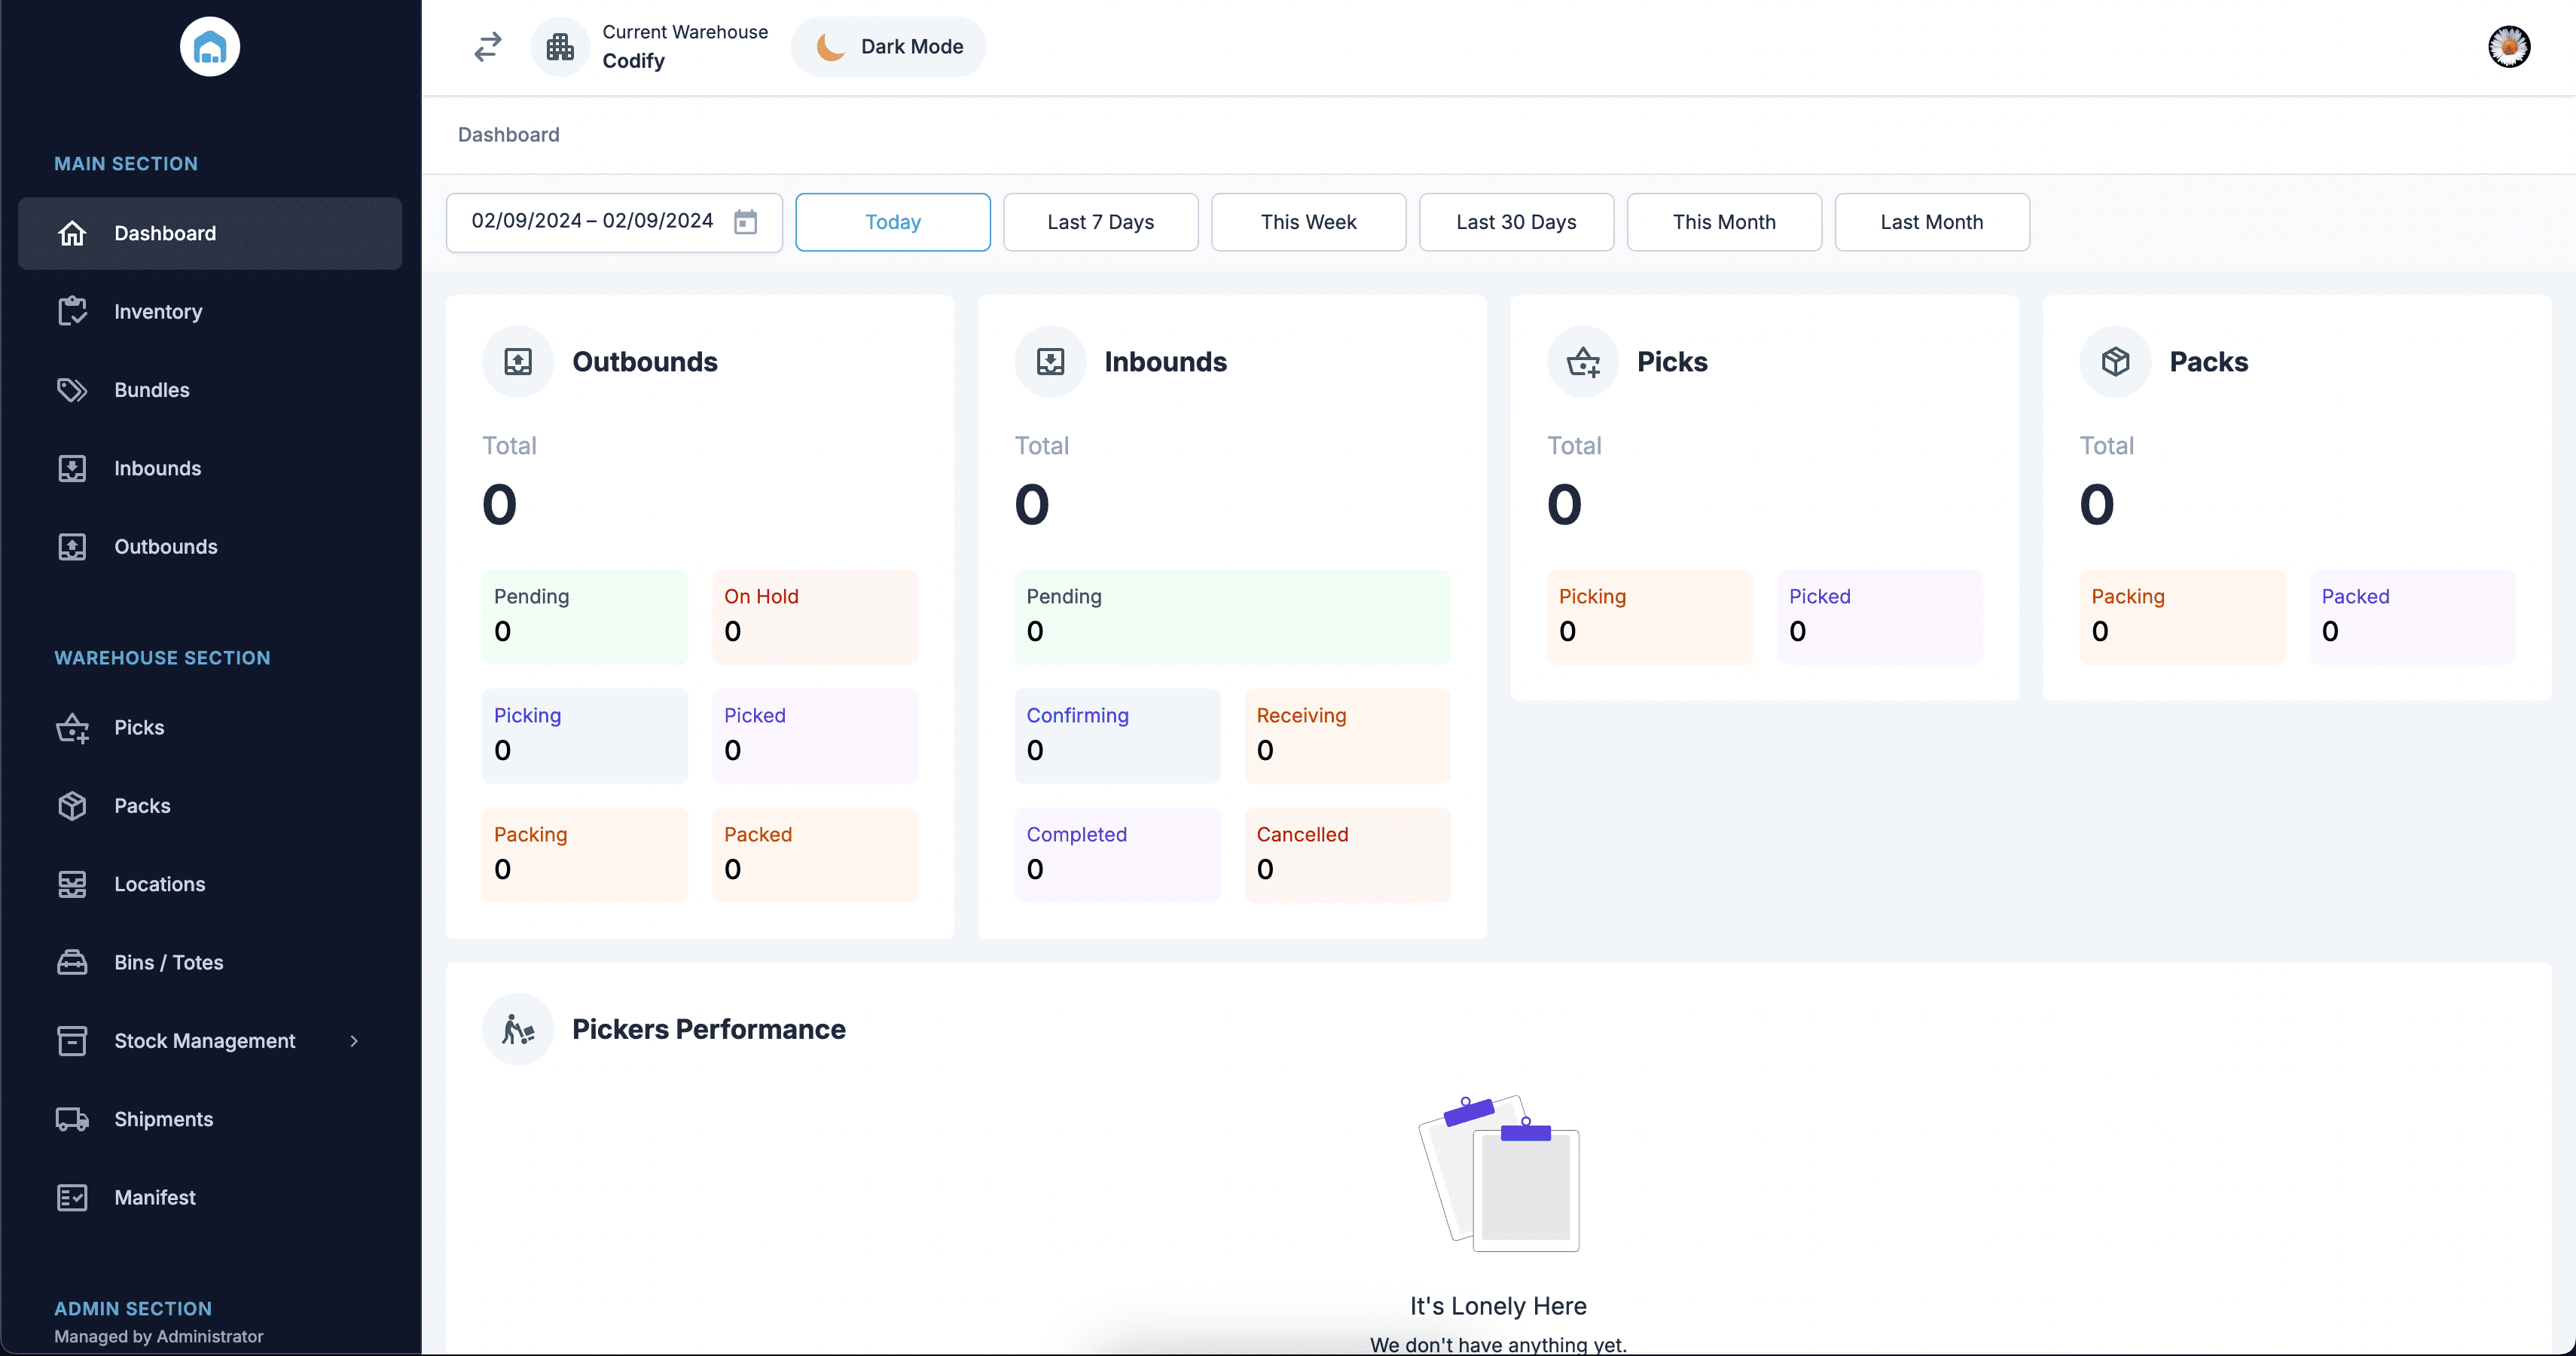 MAIN SECTION
Dashboard
Inventory
Bundles
Inbounds
Outbounds
WAREHOUSE SECTION
Picks
Packs
Locations
Bins / Totes
Stock Management
Shipments
Manifest
ADMIN SECTION
Managed by Administrator
Current Warehouse
Codify
Dark Mode
Dashboard
02/09/2024 – 02/09/2024
Today
Last 7 Days
This Week
Last 30 Days
This Month
Last Month
Outbounds
Total
0
Pending
0
On Hold
0
Picking
0
Picked
0
Packing
0
Packed
0
Inbounds
Total
0
Pending
0
Confirming
0
Receiving
0
Completed
0
Cancelled
0
Picks
Total
0
Picking
0
Picked
0
Packs
Total
0
Packing
0
Packed
0
Pickers Performance
It's Lonely Here
We don't have anything yet.